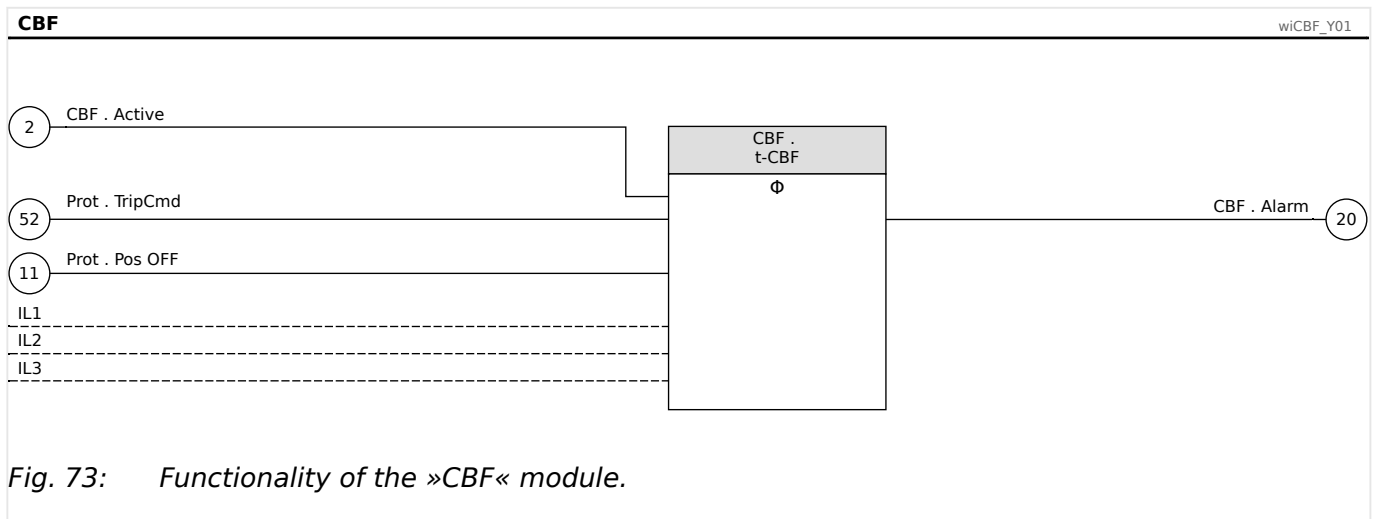 CBF
wiCBF_Y01
CBF . Active
2
CBF .
t-CBF
Φ
Prot . TripCmd
52
CBF . Alarm
20
Prot . Pos OFF
11
IL1
IL2
IL3
Fig. 73: Functionality of the »CBF« module.